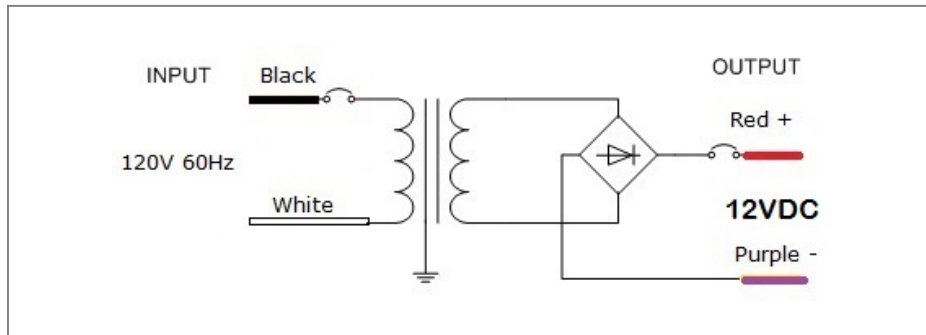 INPUT
Black
OUTPUT
Red +
120V 60Hz
White
12VDC
Purple -